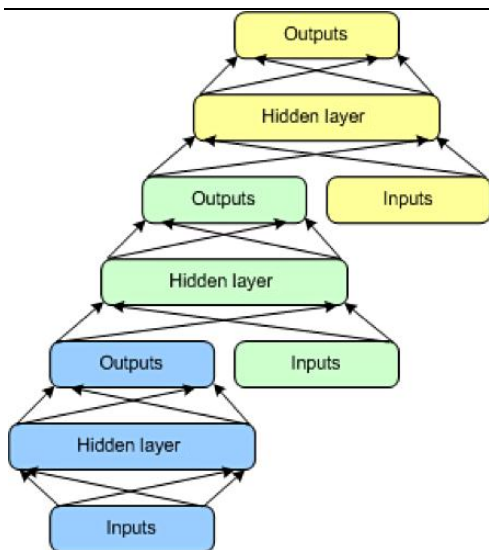 Outputs
Hidden layer
Outputs
Inputs
Hidden layer
Outputs
Inputs
Hidden layer
Inputs